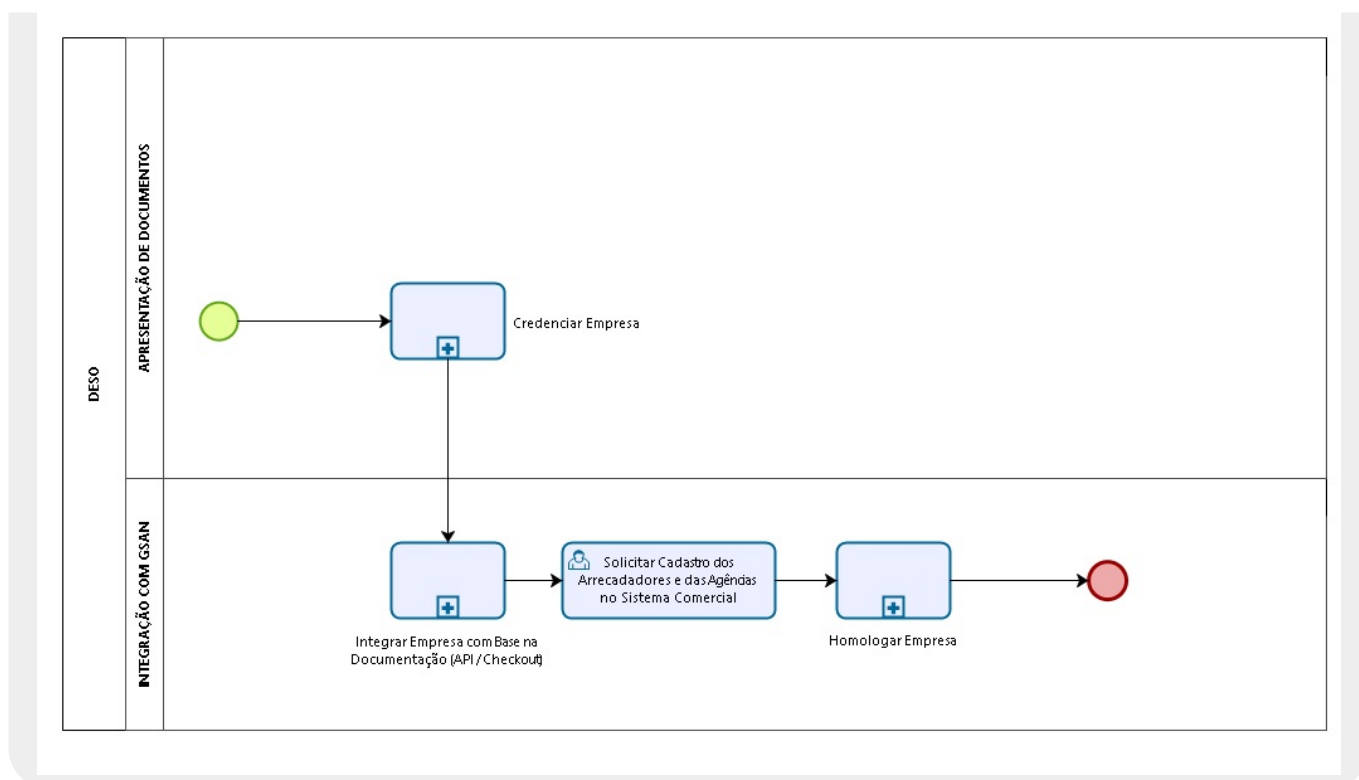 DESO
APRESENTAÇÃO DE DOCUMENTOS
Credenciar Empresa
INTEGRAÇÃO COM GSAN
Integrar Empresa com Base na
Documentação (API / Checkout)
Solicitar Cadastro dos
Arrecadadores e das Agências
no Sistema Comercial
Homologar Empresa